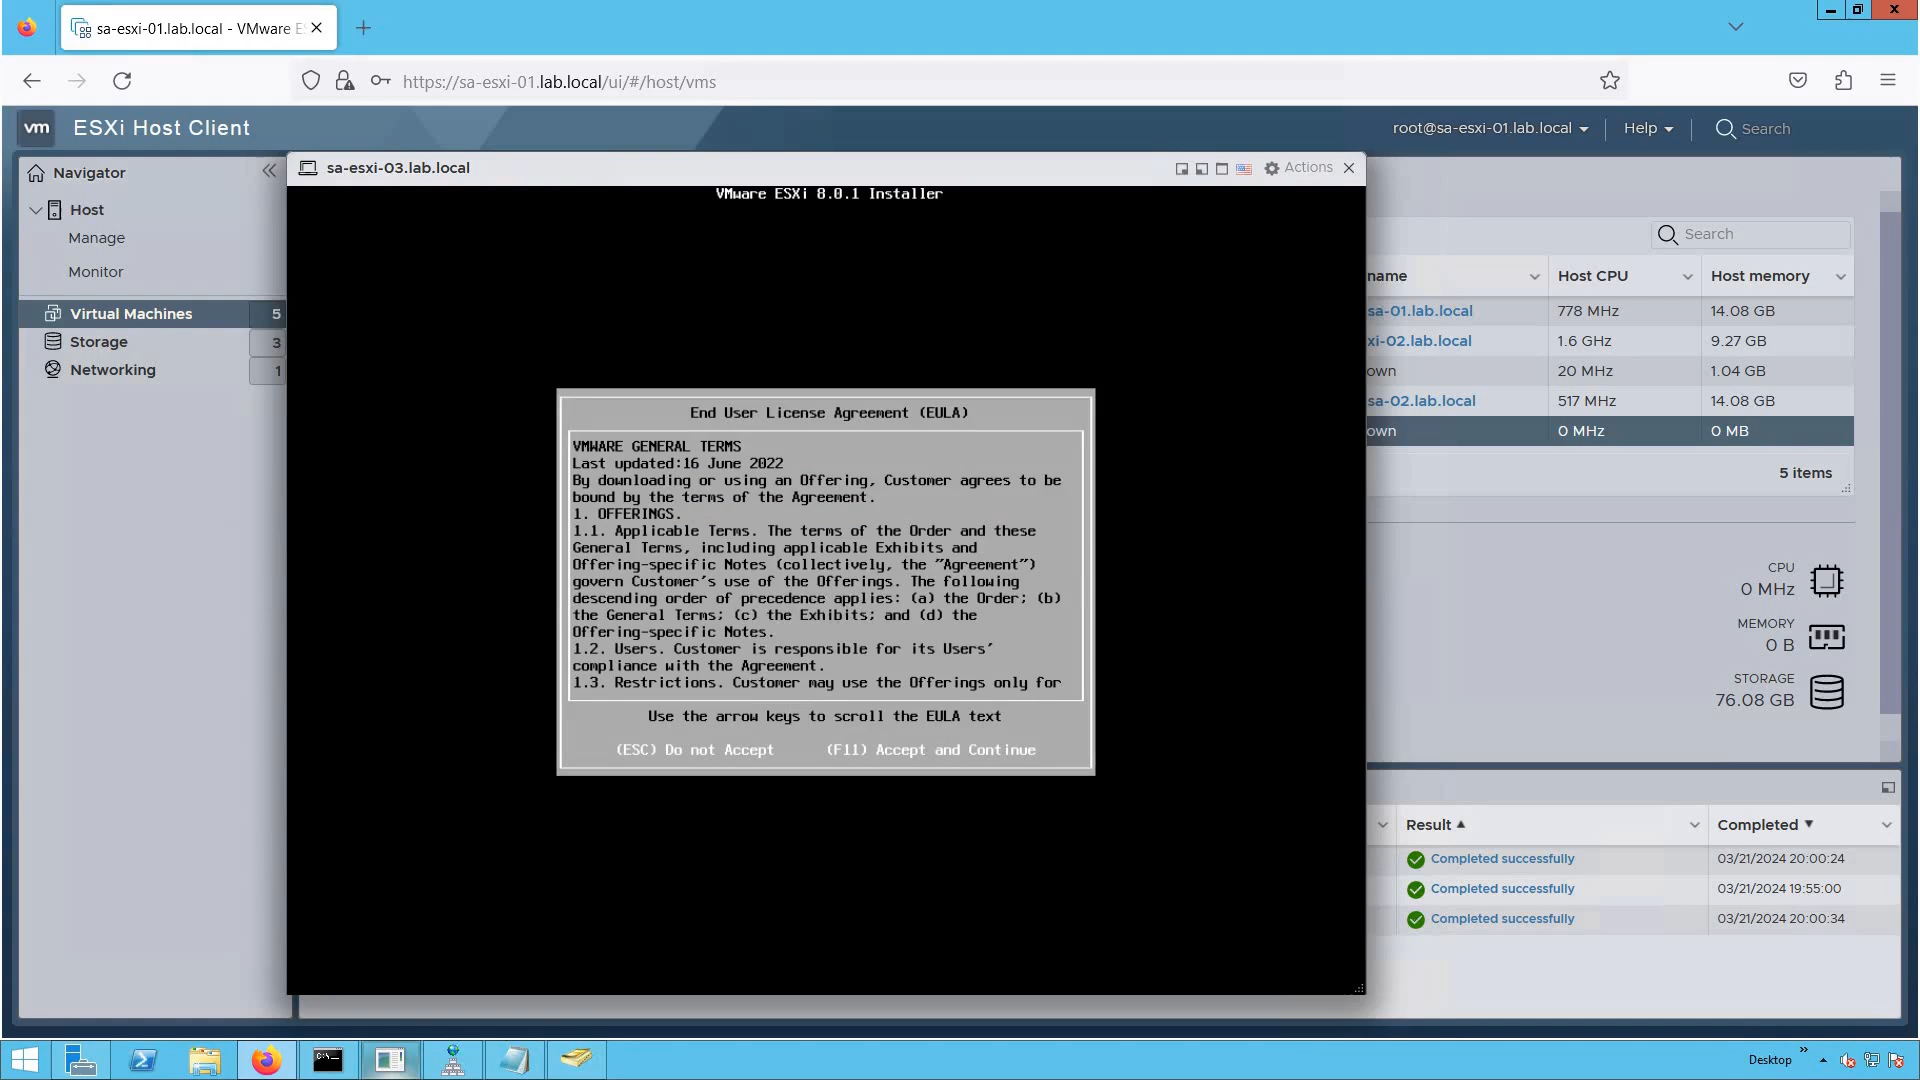 sa-esxi-01.lab.local - VMware E
https://sa-esxi-01.lab.local/ui/#/host/vms
vm ESXi Host Client
root@sa-esxi-01.lab.local
Help
Search
Navigator
Host
Manage
Monitor
Virtual Machines 5
Storage 3
Networking 1
sa-esxi-03.lab.local
Actions
VMware ESXi 8.0.1 Installer
End User License Agreement (EULA)
VMWARE GENERAL TERMS
Last updated:16 June 2022
By downloading or using an Offering, Customer agrees to be
bound by the terms of the Agreement.
1. OFFERINGS.
1.1. Applicable Terms. The terms of the Order and these
General Terms, including applicable Exhibits and
Offering-specific Notes (collectively, the "Agreement")
govern Customer's use of the Offerings. The following
descending order of precedence applies: (a) the Order; (b)
the General Terms; (c) the Exhibits; and (d) the
Offering-specific Notes.
1.2. Users. Customer is responsible for its Users'
compliance with the Agreement.
1.3. Restrictions. Customer may use the Offerings only for
Use the arrow keys to scroll the EULA text
(ESC) Do not Accept (F11) Accept and Continue
Search
name Host CPU Host memory
sa-01.lab.local 778 MHz 14.08 GB
xi-02.lab.local 1.6 GHz 9.27 GB
own 20 MHz 1.04 GB
sa-02.lab.local 517 MHz 14.08 GB
own 0 MHz 0 MB
5 items
CPU
0 MHz
MEMORY
0 B
STORAGE
76.08 GB
Result Completed
Completed successfully 03/21/2024 20:00:24
Completed successfully 03/21/2024 19:55:00
Completed successfully 03/21/2024 20:00:34
Desktop